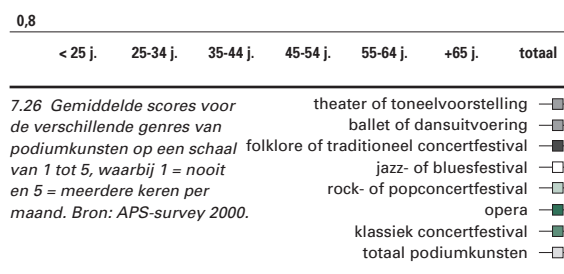 0,8
< 25 j. 25-34 j. 35-44 j. 45-54 j. 55-64 j. +65 j. totaal
7.26 Gemiddelde scores voor
de verschillende genres van
podiumkunsten op een schaal
van 1 tot 5, waarbij 1 = nooit
en 5 = meerdere keren per
maand. Bron: APS-survey 2000.
theater of toneelvoorstelling
ballet of dansuitvoering
folklore of traditioneel concertfestival
jazz- of bluesfestival
rock- of popconcertfestival
opera
klassiek concertfestival
totaal podiumkunsten